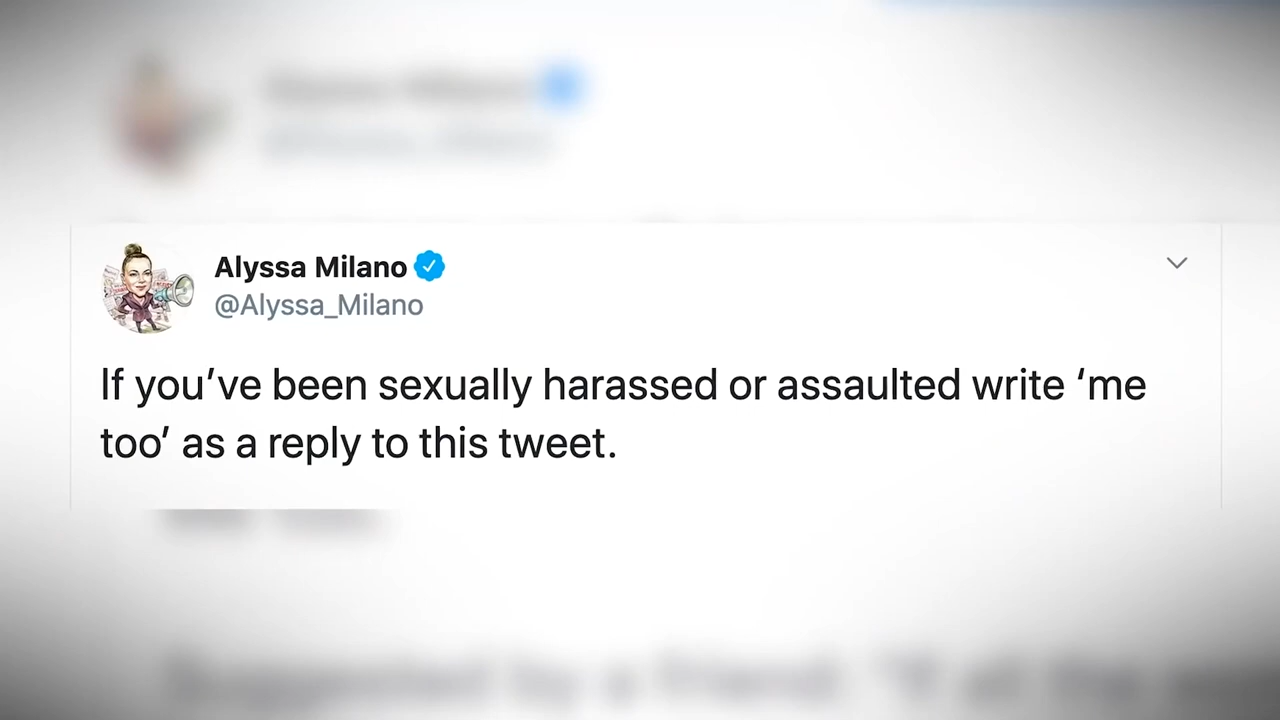 Alyssa Milano
@Alyssa_Milano
If you’ve been sexually harassed or assaulted write ‘me
too’ as a reply to this tweet.